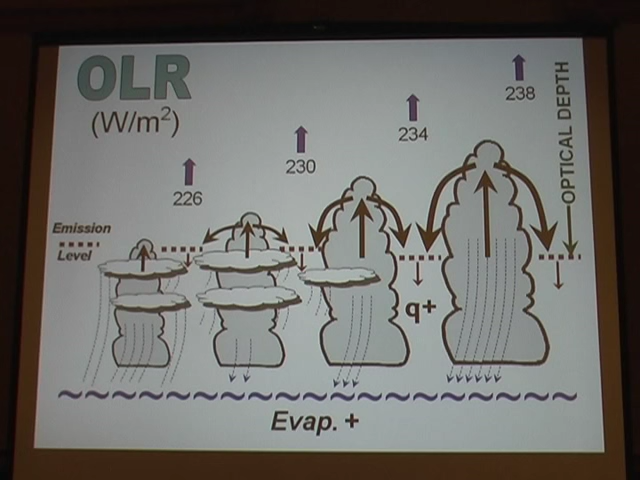 OLR
(W/m²)
238
234
230
226
OPTICAL DEPTH
Emission
Level
q+
Evap. +